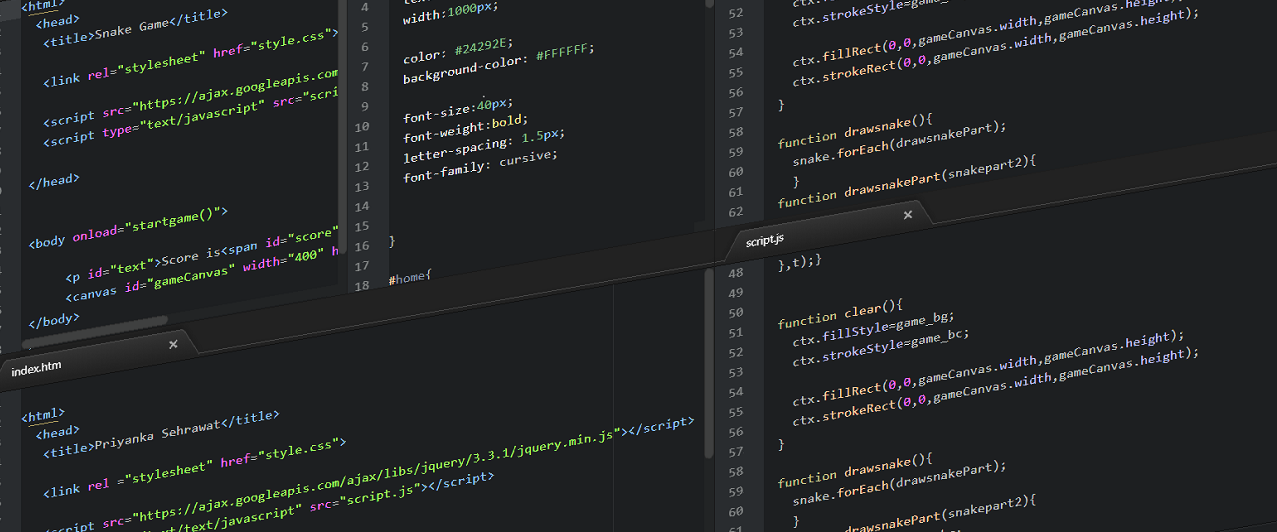 <html>
<head>
<title>Snake Game</title>
<link rel="stylesheet" href="style.css">
<script src="https://ajax.googleapis.com
<script type="text/javascript" src="scri
</head>
<body onload="startgame()">
<p id="text">Score is<span id="score"
<canvas id="gameCanvas" width="400" h
</body>
4
5
6
7
8
9
10
11
12
13
14
15
16
17
18
width:1000px;
color: #24292E;
background-color: #FFFFFF;
font-size:40px;
font-weight:bold;
letter-spacing: 1.5px;
font-family: cursive;
}
#home{
52
53
54
55
56
57
58
59
60
61
62
ctx.strokeStyle=game_
ctx.fillRect(0,0,gameCanvas.width,gameCanvas.height);
ctx.strokeRect(0,0,gameCanvas.width,gameCanvas.height);
}
function drawsnake(){
snake.forEach(drawsnakePart);
}
function drawsnakePart(snakepart2){
index.htm ×
<html>
<head>
<title>Priyanka Sehrawat</title>
<link rel ="stylesheet" href="style.css">
<script src="https://ajax.googleapis.com/ajax/libs/jquery/3.3.1/jquery.min.js"></script>
"text/text/javascript" src="script.js"></script>
script.js ×
48
49
50
51
52
53
54
55
56
57
58
59
60
61
},t);}
function clear(){
ctx.fillStyle=game_bg;
ctx.strokeStyle=game_bc;
ctx.fillRect(0,0,gameCanvas.width,gameCanvas.height);
ctx.strokeRect(0,0,gameCanvas.width,gameCanvas.height);
}
function drawsnake(){
snake.forEach(drawsnakePart);
}
drawsnakePart(snakepart2){